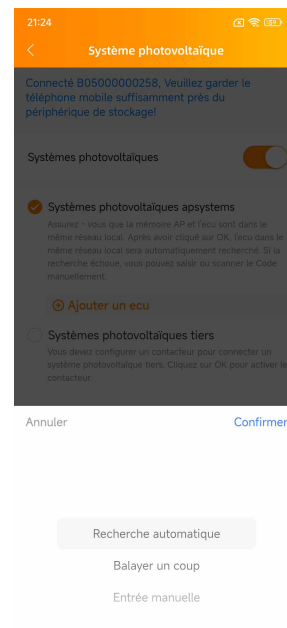 21:24
Système photovoltaïque
Connecté B05000000258, Veuillez garder le
téléphone mobile suffisamment près du
périphérique de stockage!
Systèmes photovoltaïques
Systèmes photovoltaïques apsystems
Assurez - vous que la mémoire AP et l'ecu sont dans le
même réseau local. Après avoir cliqué sur OK, l'ecu dans le
même réseau local sera automatiquement recherché. Si la
recherche échoue, vous pouvez saisir ou scanner le Code
manuellement.
Ajouter un ecu
Systèmes photovoltaïques tiers
Vous devez configurer un contacteur pour connecter un
système photovoltaïque tiers. Cliquez sur OK pour activer le
contacteur.
Annuler
Confirmer
Recherche automatique
Balayer un coup
Entrée manuelle